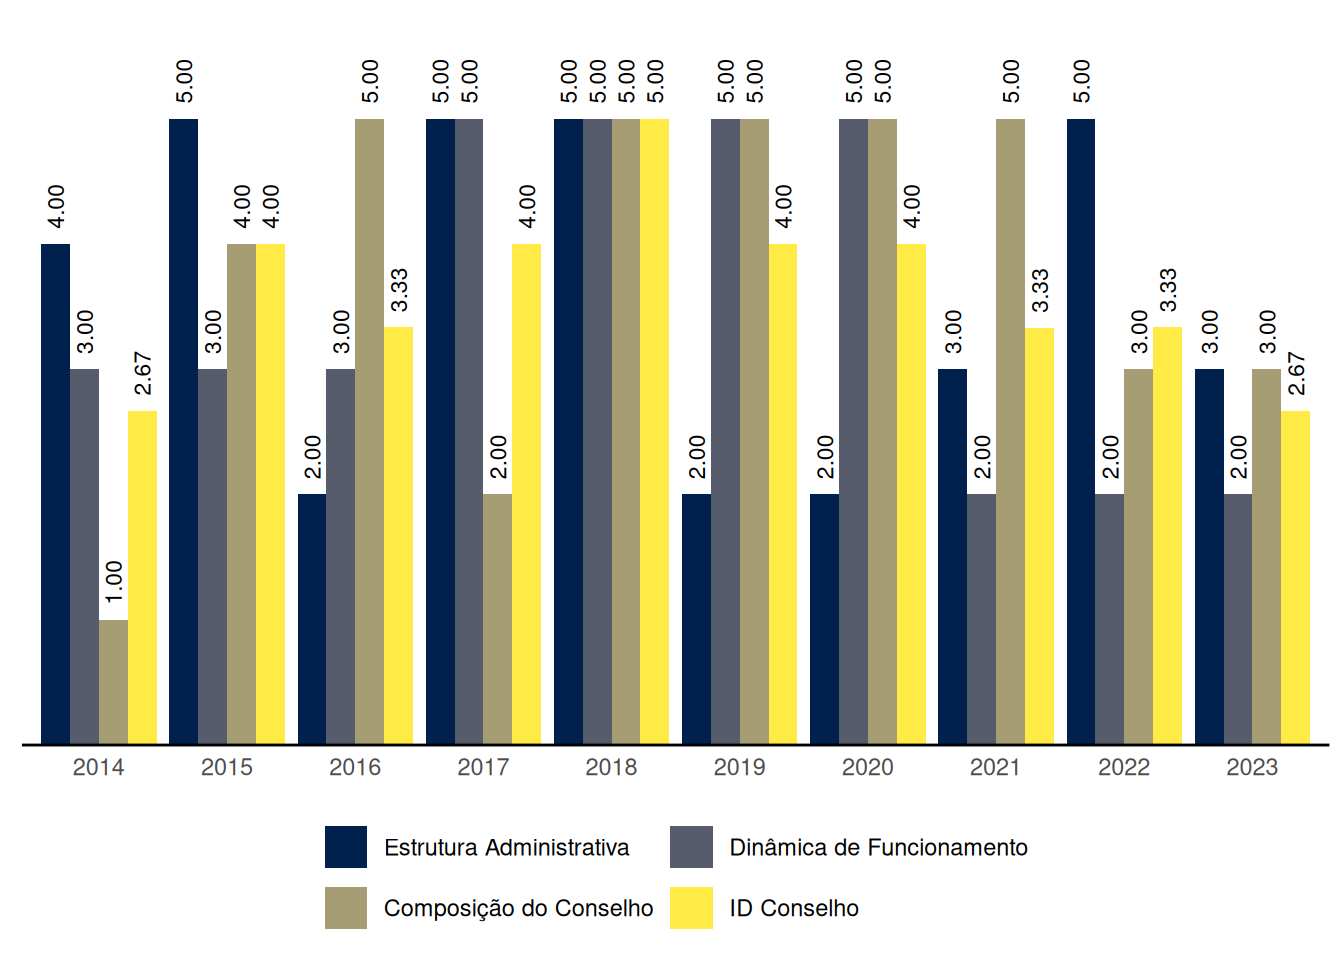 4.00 3.00 1.00 2.67 5.00 3.00 4.00 4.00 2.00 3.00 5.00 3.33 5.00 5.00 2.00 4.00 5.00 5.00 5.00 5.00 2.00 5.00 5.00 4.00 2.00 5.00 5.00 4.00 3.00 2.00 5.00 3.33 5.00 2.00 3.00 3.33 3.00 2.00 3.00 2.67
2014 2015 2016 2017 2018 2019 2020 2021 2022 2023
Estrutura Administrativa Dinâmica de Funcionamento
Composição do Conselho ID Conselho